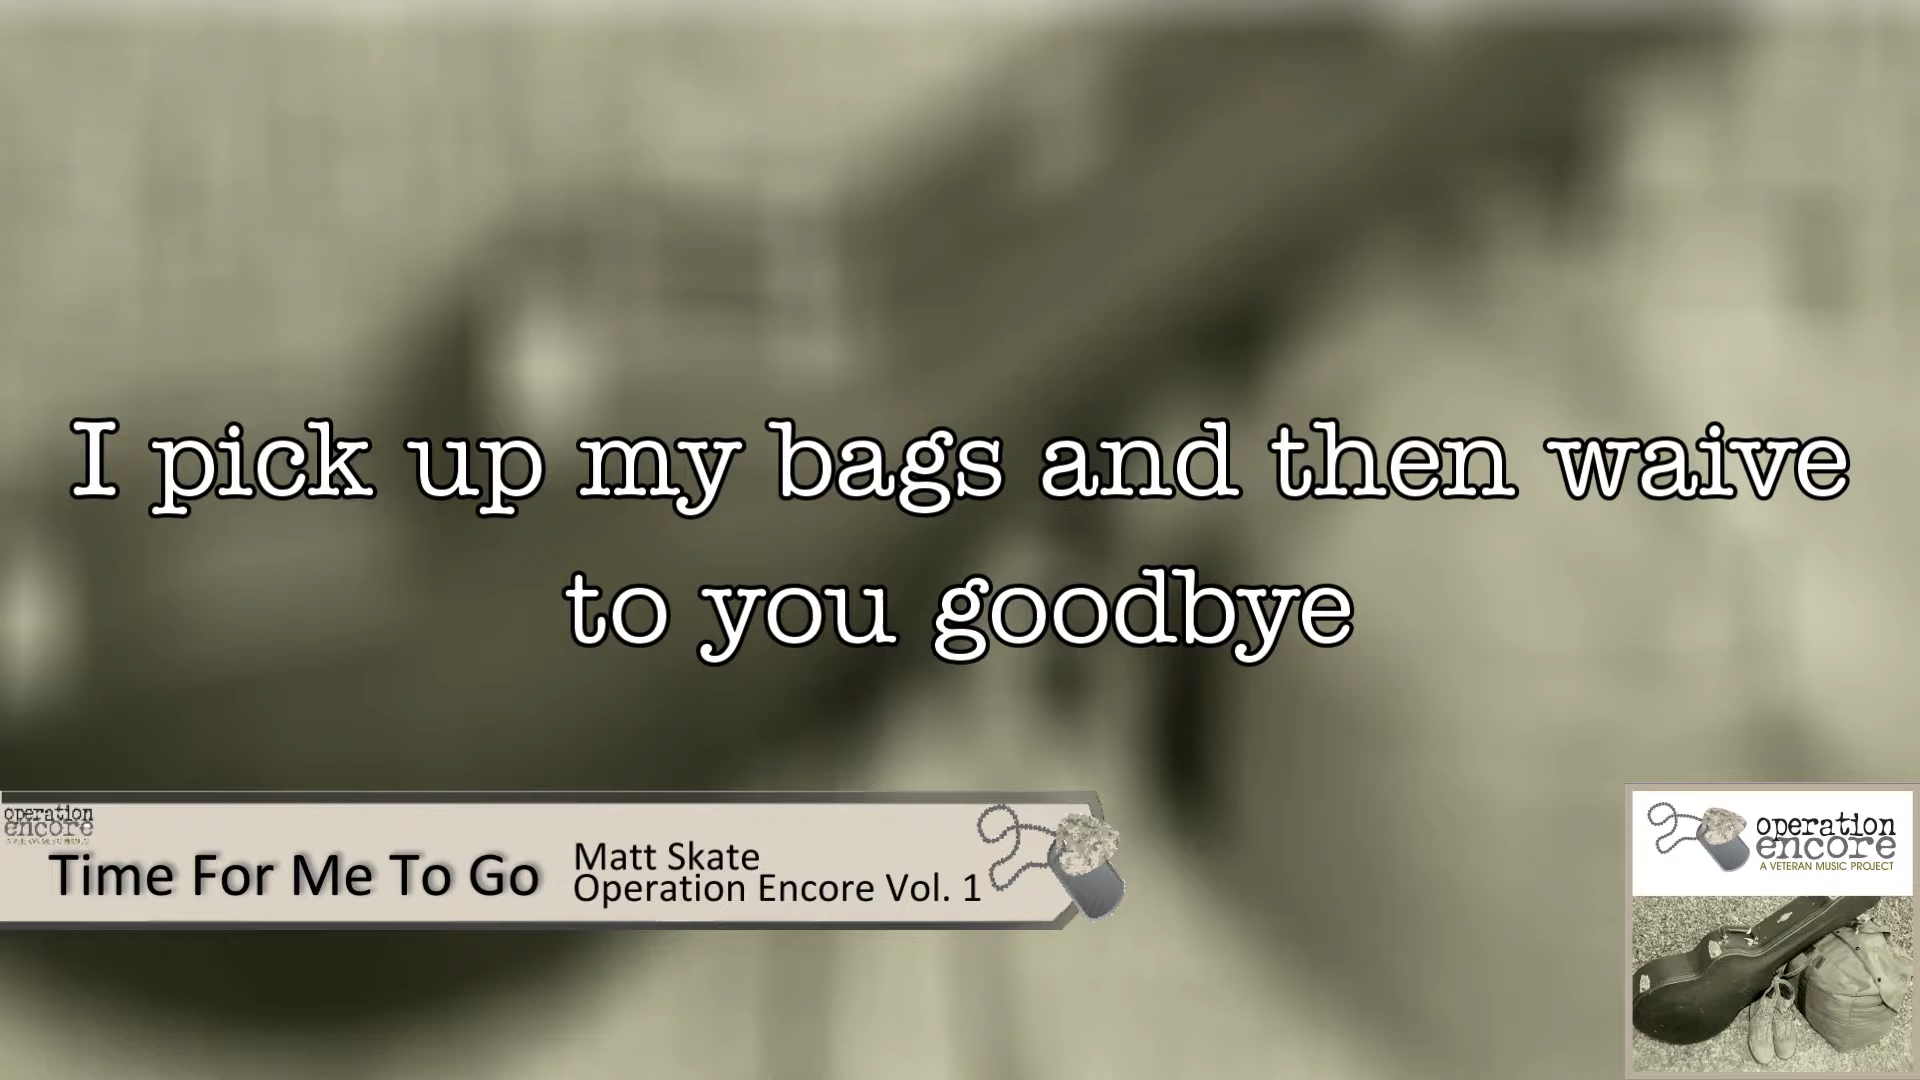 I pick up my bags and then waive
to you goodbye
operation
encore
Time For Me To Go
Matt Skate
Operation Encore Vol. 1
operation
encore
A VETERAN MUSIC PROJECT